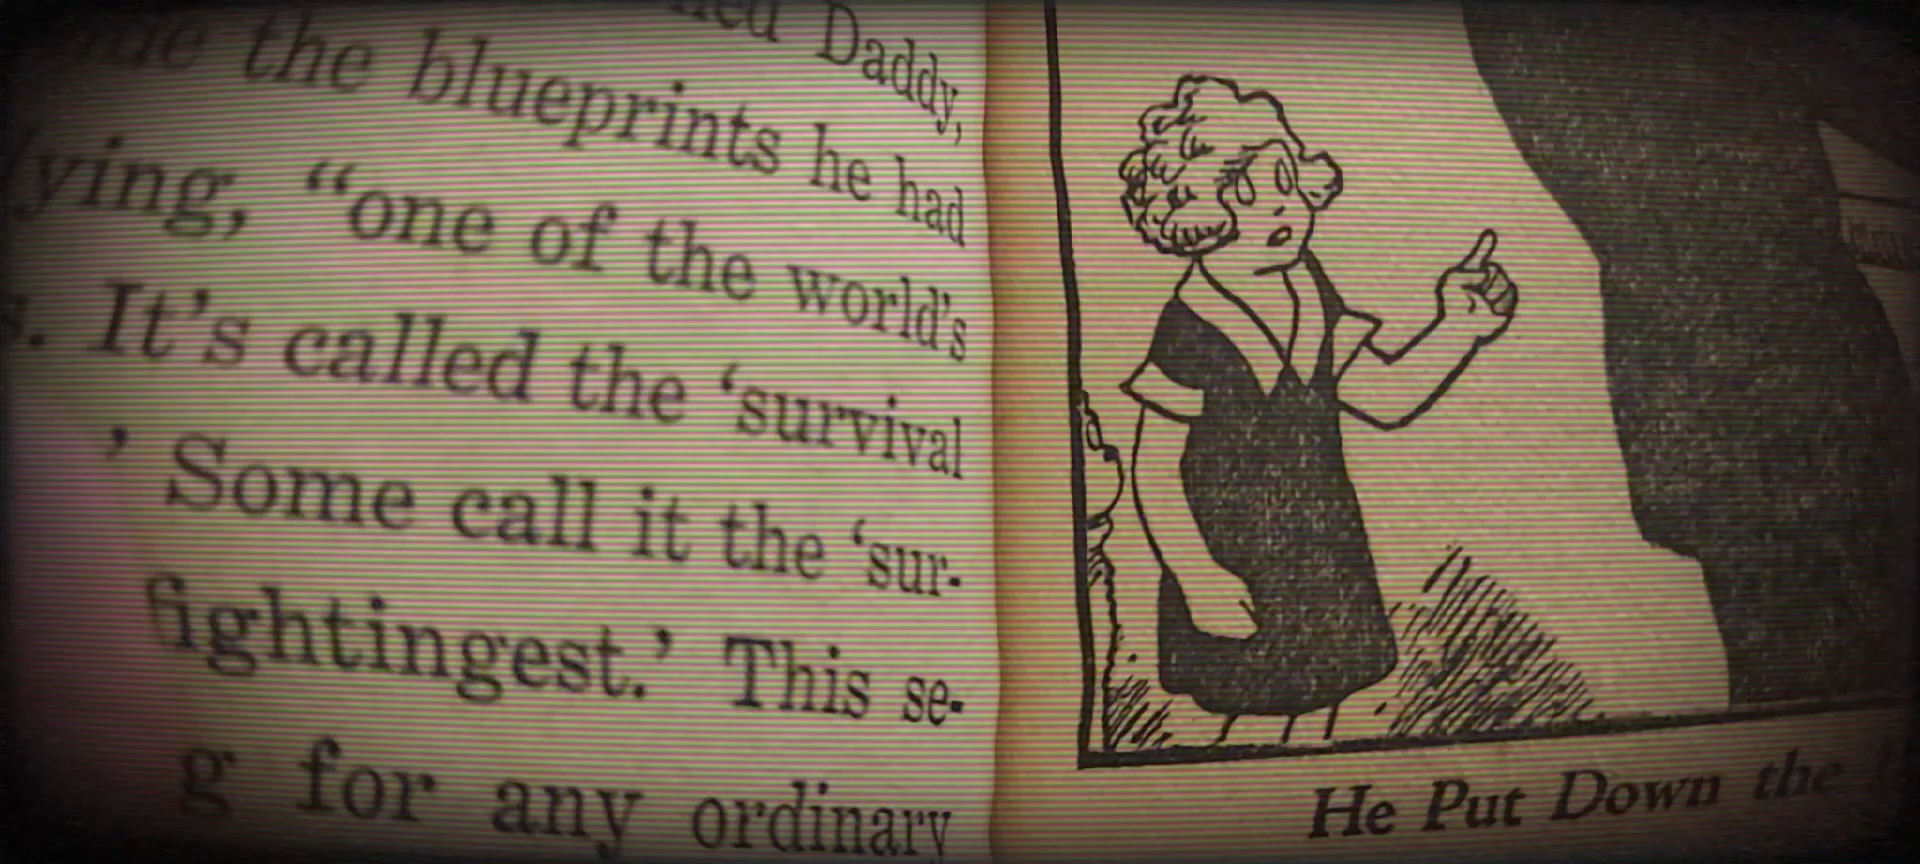 Daddy,
the blueprints he had
ying, “one of the world's
s. It's called the ‘survival
’ Some call it the ‘sur-
fightingest.’ This se-
g for any ordinary
He Put Down the